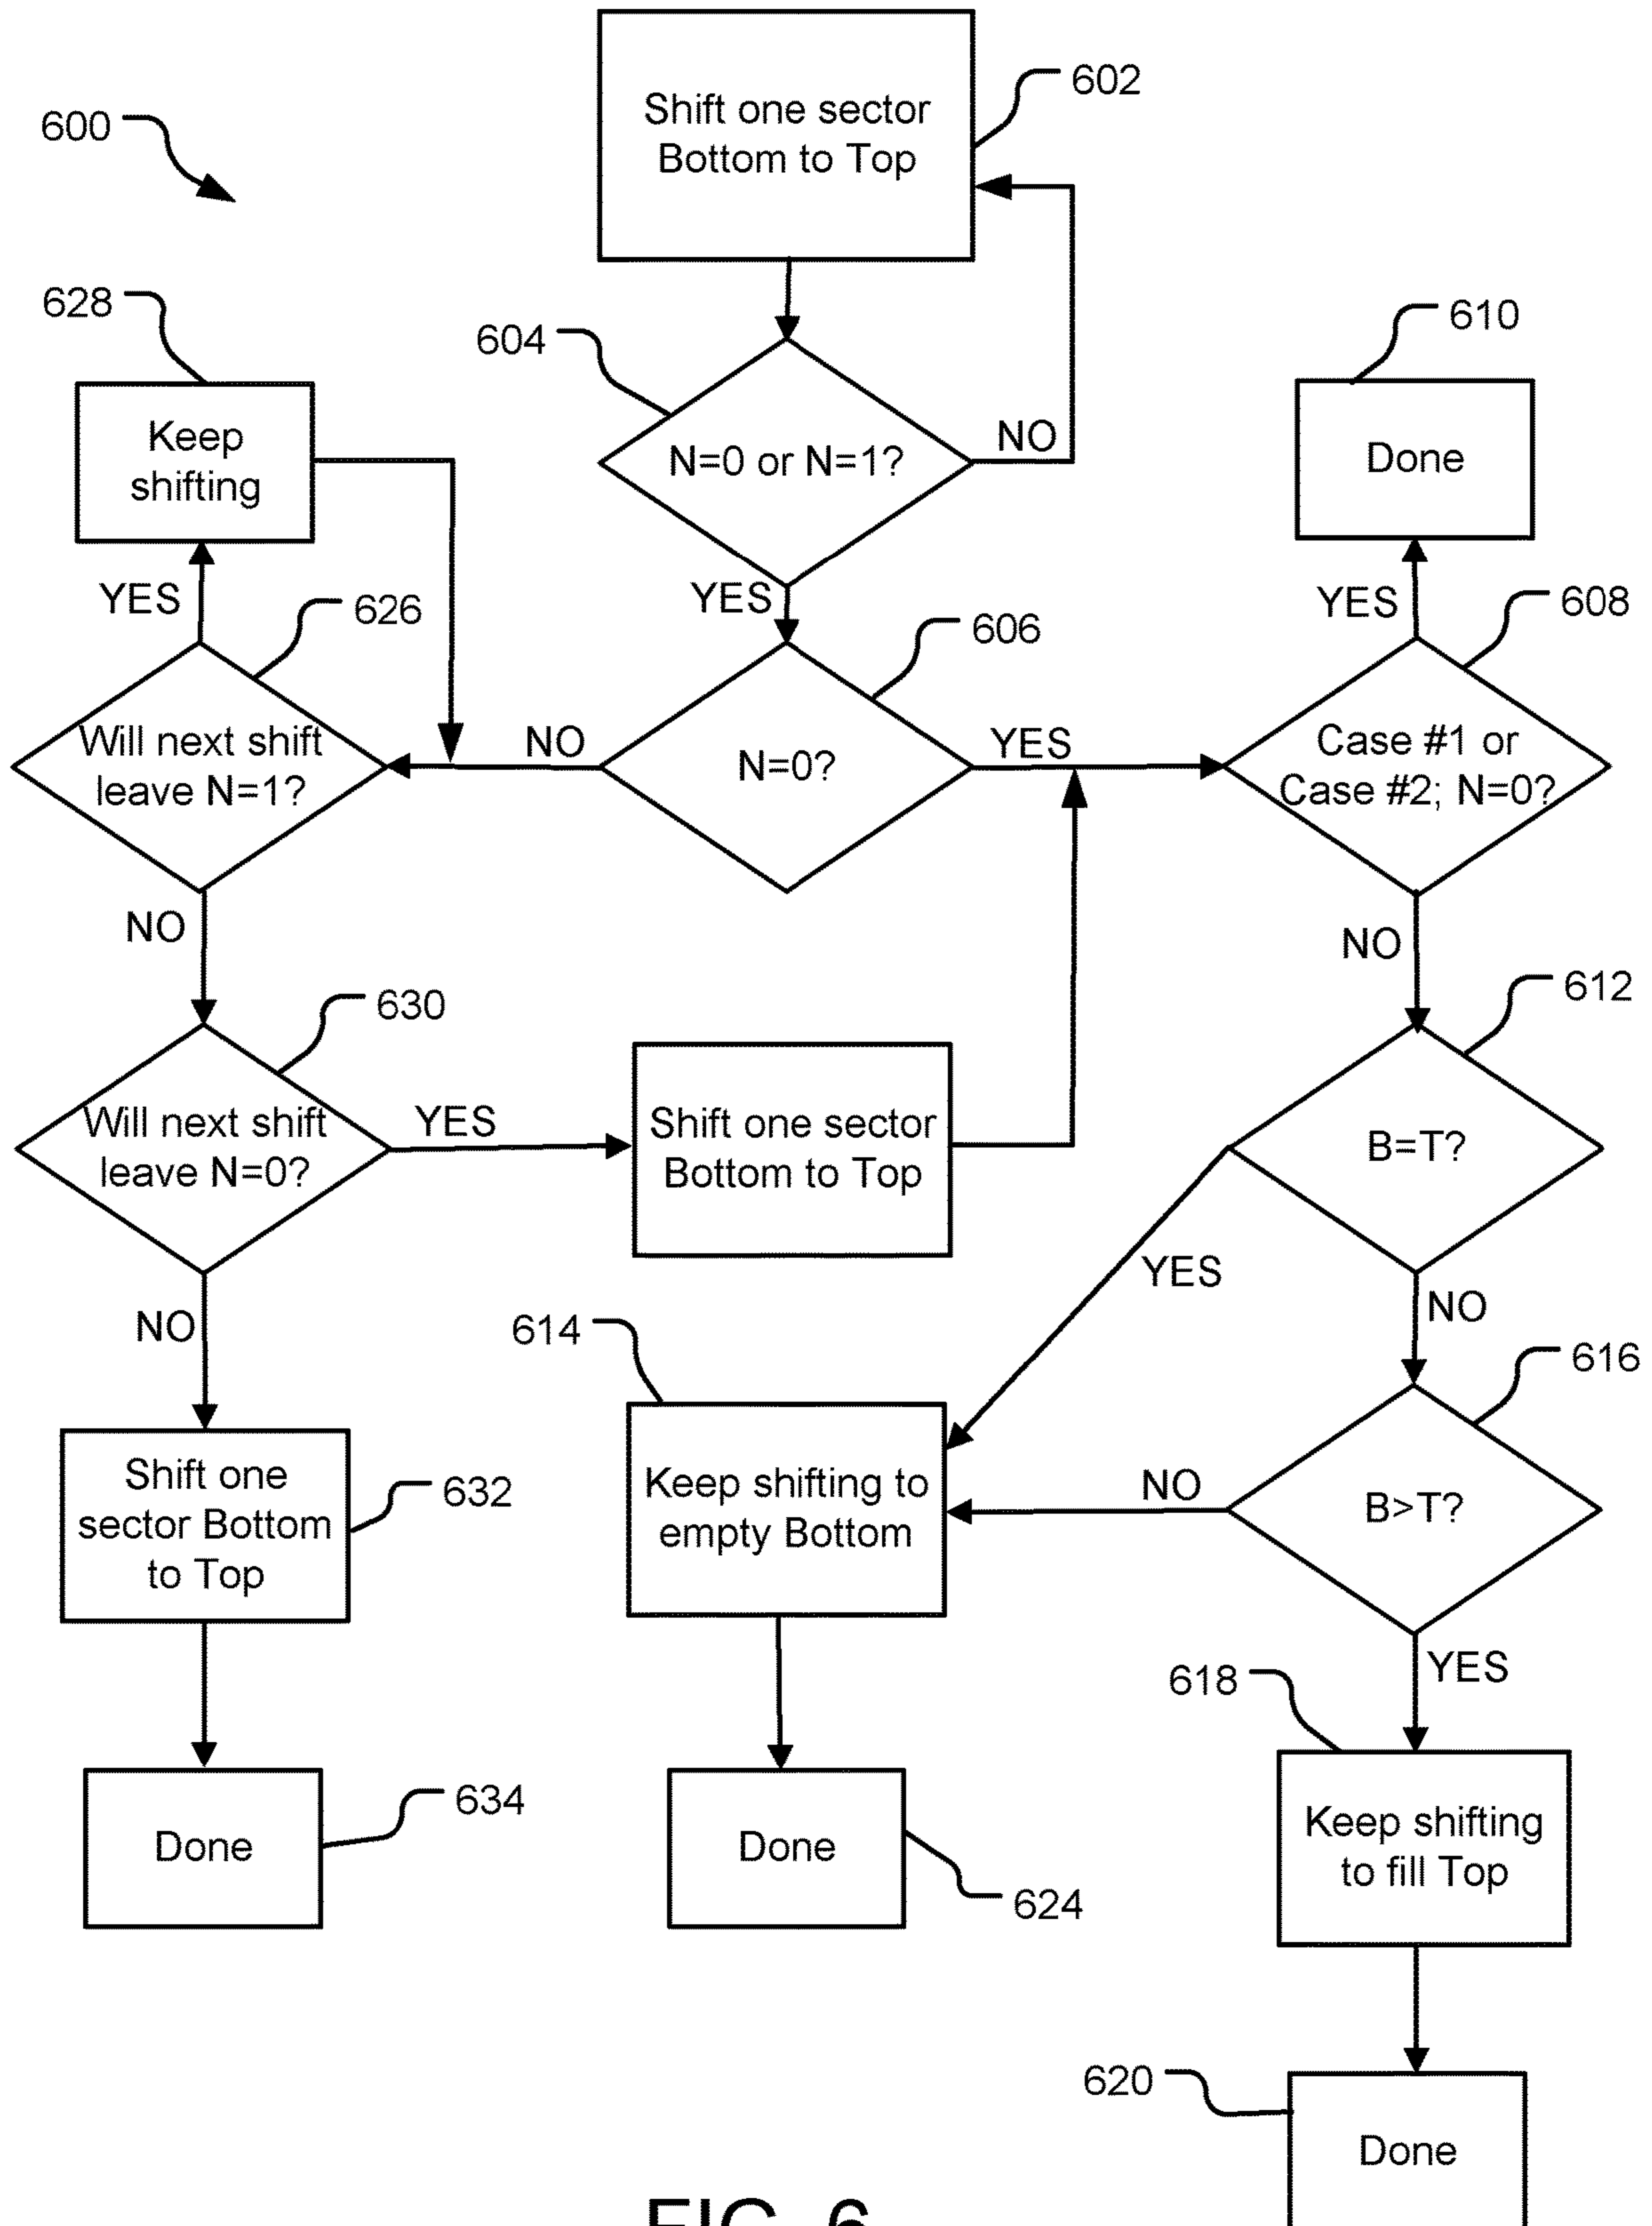 600
Shift one sector
Bottom to Top
602
604
N=0 or N=1?
NO
YES
628
Keep
shifting
YES
626
Will next shift
leave N=1?
NO
606
N=0?
NO
YES
610
Done
YES
608
Case #1 or
Case #2; N=0?
NO
630
Will next shift
leave N=0?
YES
NO
Shift one sector
Bottom to Top
612
B=T?
YES
NO
614
Keep shifting to
empty Bottom
616
B>T?
NO
YES
632
Shift one
sector Bottom
to Top
618
Keep shifting
to fill Top
634
Done
Done
624
620
Done
FIG. 6